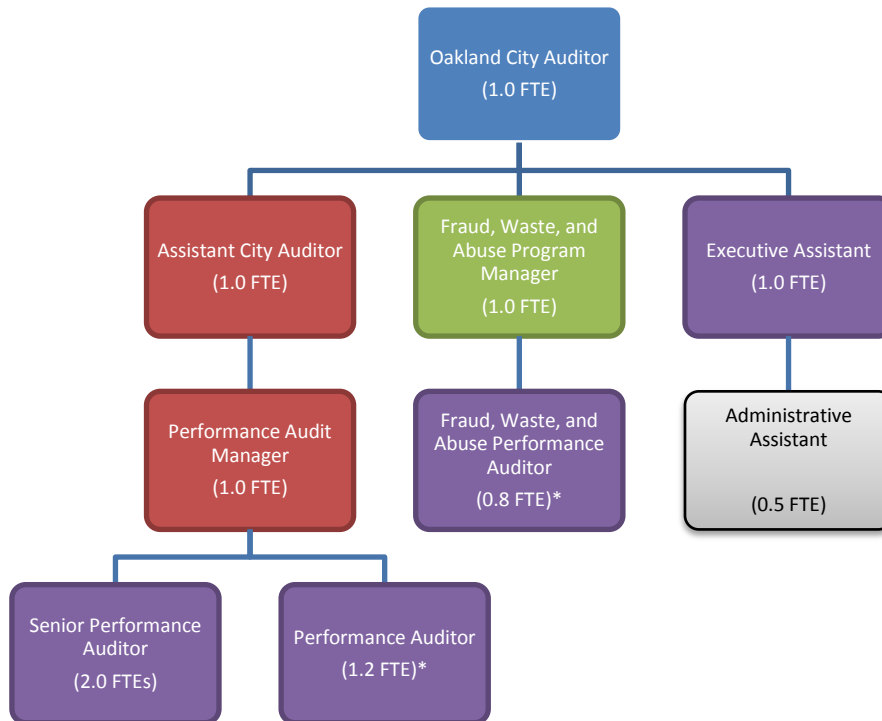 Oakland City Auditor
(1.0 FTE)
Assistant City Auditor
(1.0 FTE)
Fraud, Waste, and
Abuse Program
Manager
(1.0 FTE)
Executive Assistant
(1.0 FTE)
Performance Audit
Manager
(1.0 FTE)
Fraud, Waste, and
Abuse Performance
Auditor
(0.8 FTE)*
Administrative
Assistant
(0.5 FTE)
Senior Performance
Auditor
(2.0 FTEs)
Performance Auditor
(1.2 FTE)*